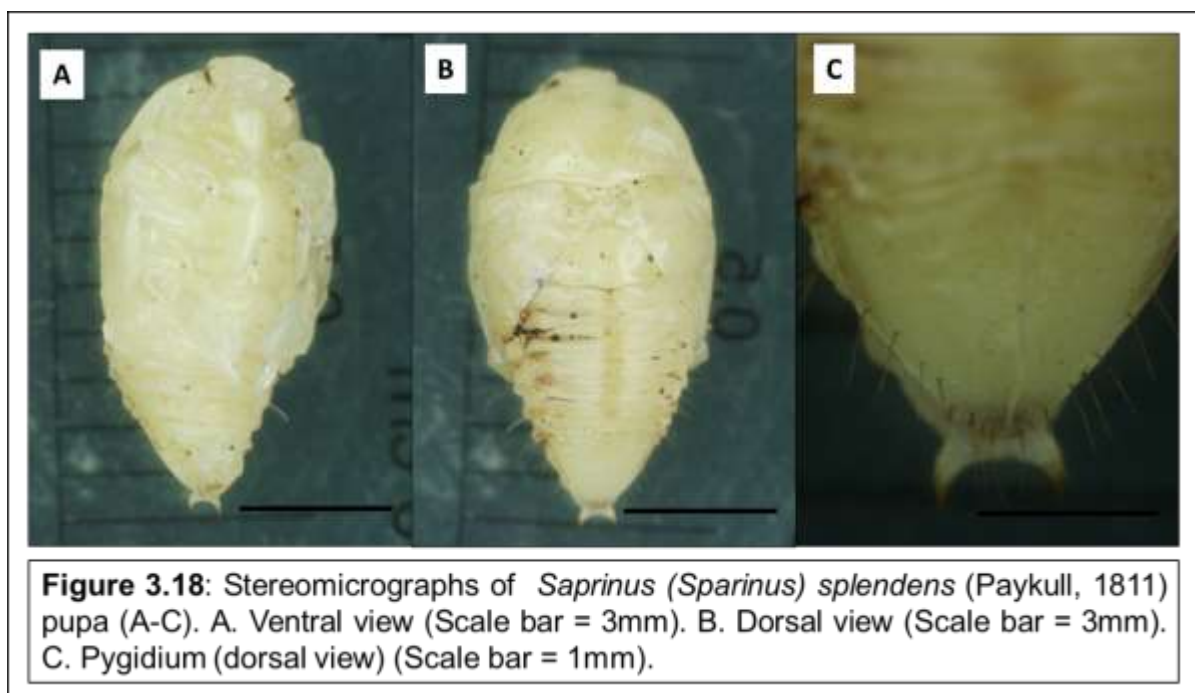 A
B
C
Figure 3.18: Stereomicrographs of Saprinus (Sparinus) splendens (Paykull, 1811)
pupa (A-C). A. Ventral view (Scale bar = 3mm). B. Dorsal view (Scale bar = 3mm).
C. Pygidium (dorsal view) (Scale bar = 1mm).